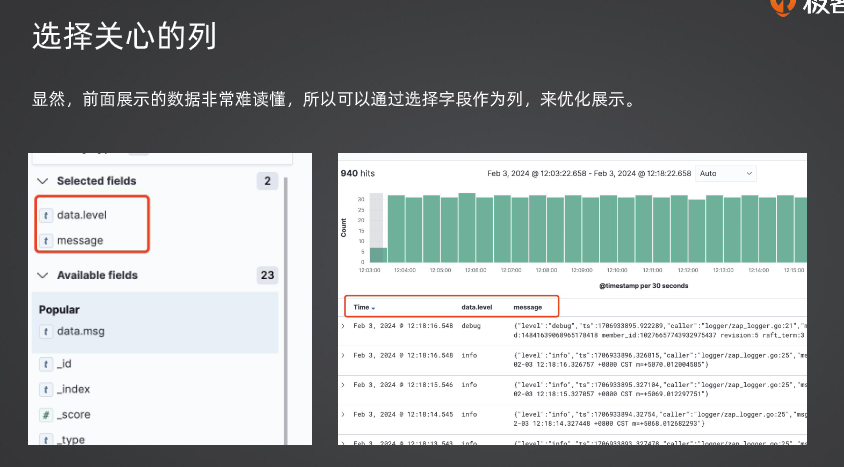 极客
选择关心的列
显然，前面展示的数据非常难读懂，所以可以通过选择字段作为列，来优化展示。
Selected fields 2
t data.level
t message
Available fields 23
Popular
t data.msg
t _id
t _index
# _score
t _type
940 hits Feb 3, 2024 @ 12:03:22.658 - Feb 3, 2024 @ 12:18:22.658 Auto
Count
30
25
20
15
10
5
0
12:03:00 12:04:00 12:05:00 12:06:00 12:07:00 12:08:00 12:09:00 12:10:00 12:11:00 12:12:00 12:13:00 12:14:00 12:15:00
@timestamp per 30 seconds
Time data.level message
Feb 3, 2024 @ 12:18:16.548 debug {"level":"debug","ts":1706933895.922289,"caller":"logger/zap_logger.go:21","m
d:14841639068965178418 member_id:10276657743932975437 revision:5 raft_term:3
Feb 3, 2024 @ 12:18:16.548 info {"level":"info","ts":1706933896.326815,"caller":"logger/zap_logger.go:25","ms
02-03 12:18:16.326757 +0800 CST m=+5070.012004585"}
Feb 3, 2024 @ 12:18:15.546 info {"level":"info","ts":1706933895.327104,"caller":"logger/zap_logger.go:25","ms
02-03 12:18:15.327057 +0800 CST m=+5069.012297751"}
Feb 3, 2024 @ 12:18:14.545 info {"level":"info","ts":1706933894.32754,"caller":"logger/zap_logger.go:25","msg
2-03 12:18:14.327448 +0800 CST m=+5068.012682293"}
Feb 3, 2024 @ 12:18:13.543 info {"level":"info","ts":1706933893.327478,"caller":"logger/zap_logger.go:25","ms